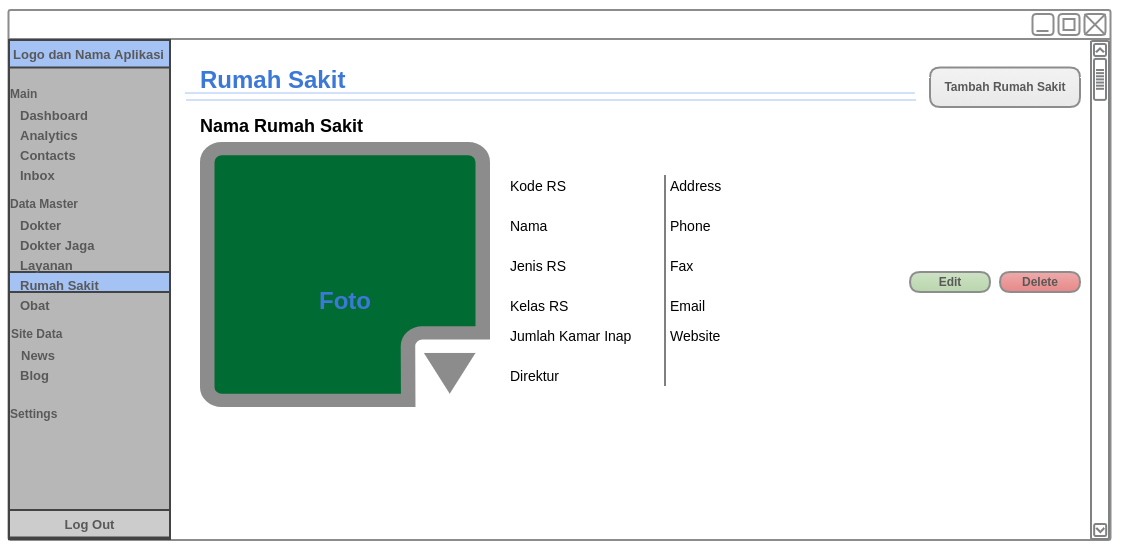 Logo dan Nama Aplikasi
Main
Dashboard
Analytics
Contacts
Inbox
Data Master
Dokter
Dokter Jaga
Layanan
Rumah Sakit
Obat
Site Data
News
Blog
Settings
Log Out
Rumah Sakit
Tambah Rumah Sakit
Nama Rumah Sakit
Foto
Kode RS
Nama
Jenis RS
Kelas RS
Jumlah Kamar Inap
Direktur
Address
Phone
Fax
Email
Website
Edit
Delete